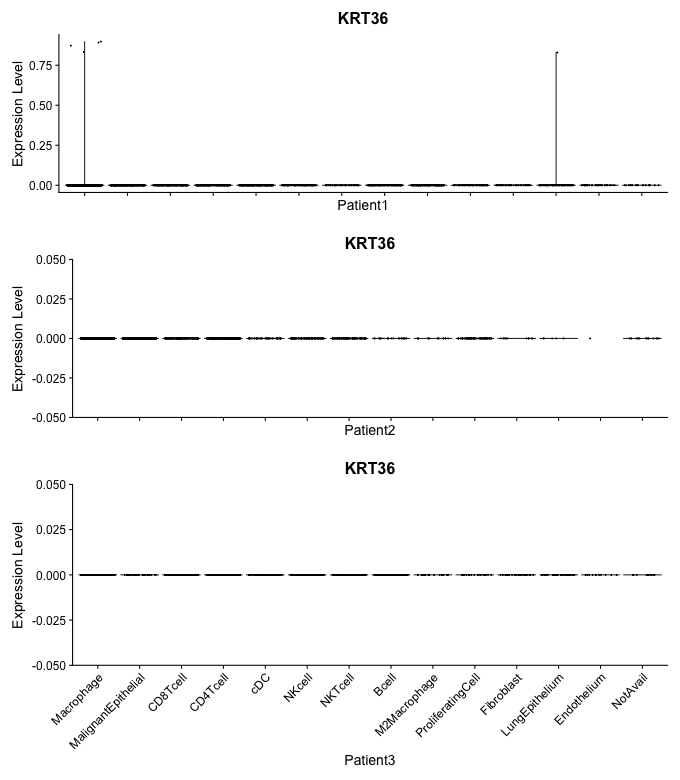 KRT36
Expression Level
0.75
0.50
0.25
0.00
Patient1
KRT36
Expression Level
0.050
0.025
0.000
-0.025
-0.050
Patient2
KRT36
Expression Level
0.050
0.025
0.000
-0.025
-0.050
Macrophage
MalignantEpithelial
CD8Tcell
CD4Tcell
cDC
NKcell
NKTcell
Bcell
M2Macrophage
ProliferatingCell
Fibroblast
LungEpithelium
Endothelium
NotAvail
Patient3